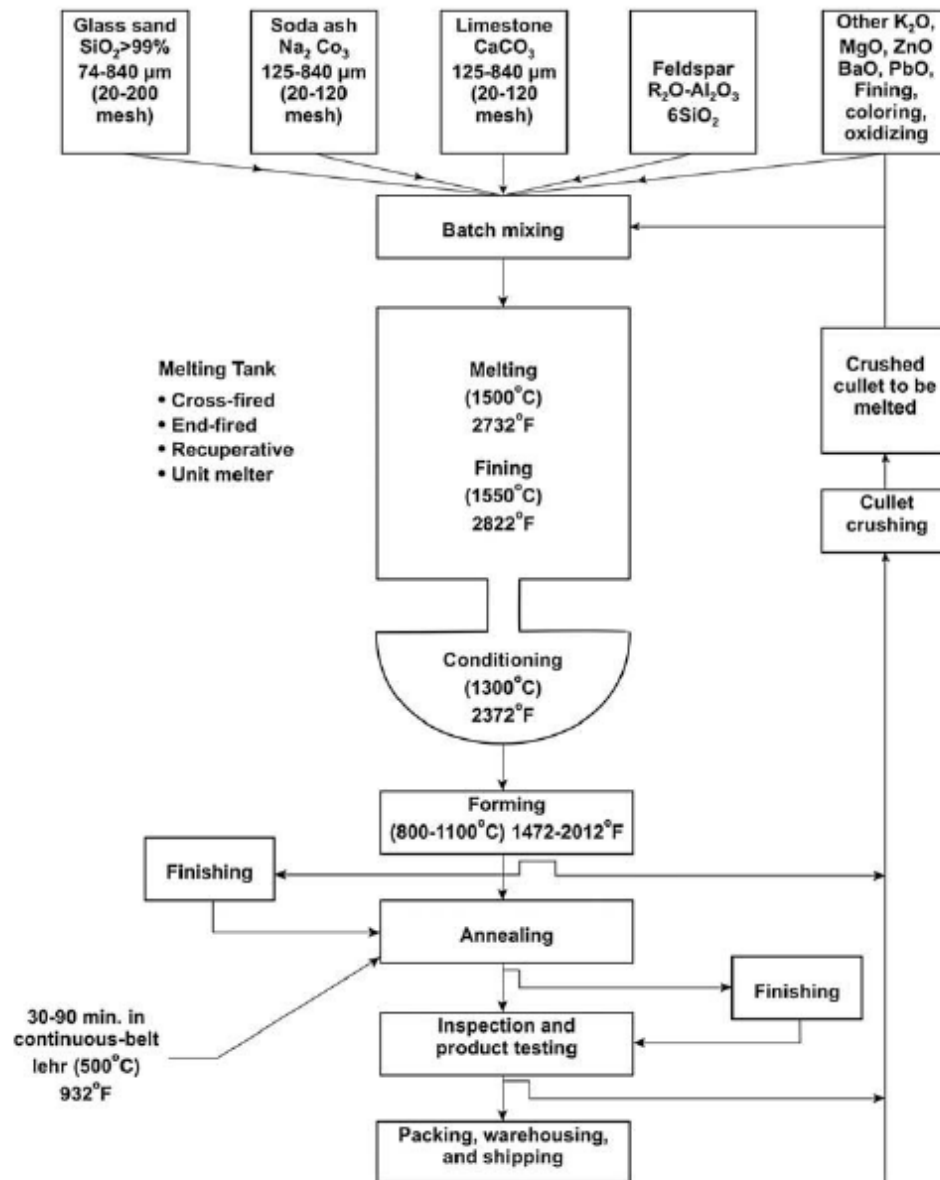 Glass sand
SiO₂>99%
74-840 µm
(20-200
mesh)
Soda ash
Na₂ Co₃
125-840 µm
(20-120
mesh)
Limestone
CaCO₃
125-840 µm
(20-120
mesh)
Feldspar
R₂O-Al₂O₃
6SiO₂
Other K₂O,
MgO, ZnO
BaO, PbO,
Fining,
coloring,
oxidizing
Batch mixing
Melting Tank
• Cross-fired
• End-fired
• Recuperative
• Unit melter
Melting
(1500°C)
2732°F
Fining
(1550°C)
2822°F
Crushed
cullet to be
melted
Cullet
crushing
Conditioning
(1300°C)
2372°F
Forming
(800-1100°C) 1472-2012°F
Finishing
Annealing
Finishing
30-90 min. in
continuous-belt
lehr (500°C)
932°F
Inspection and
product testing
Packing, warehousing,
and shipping